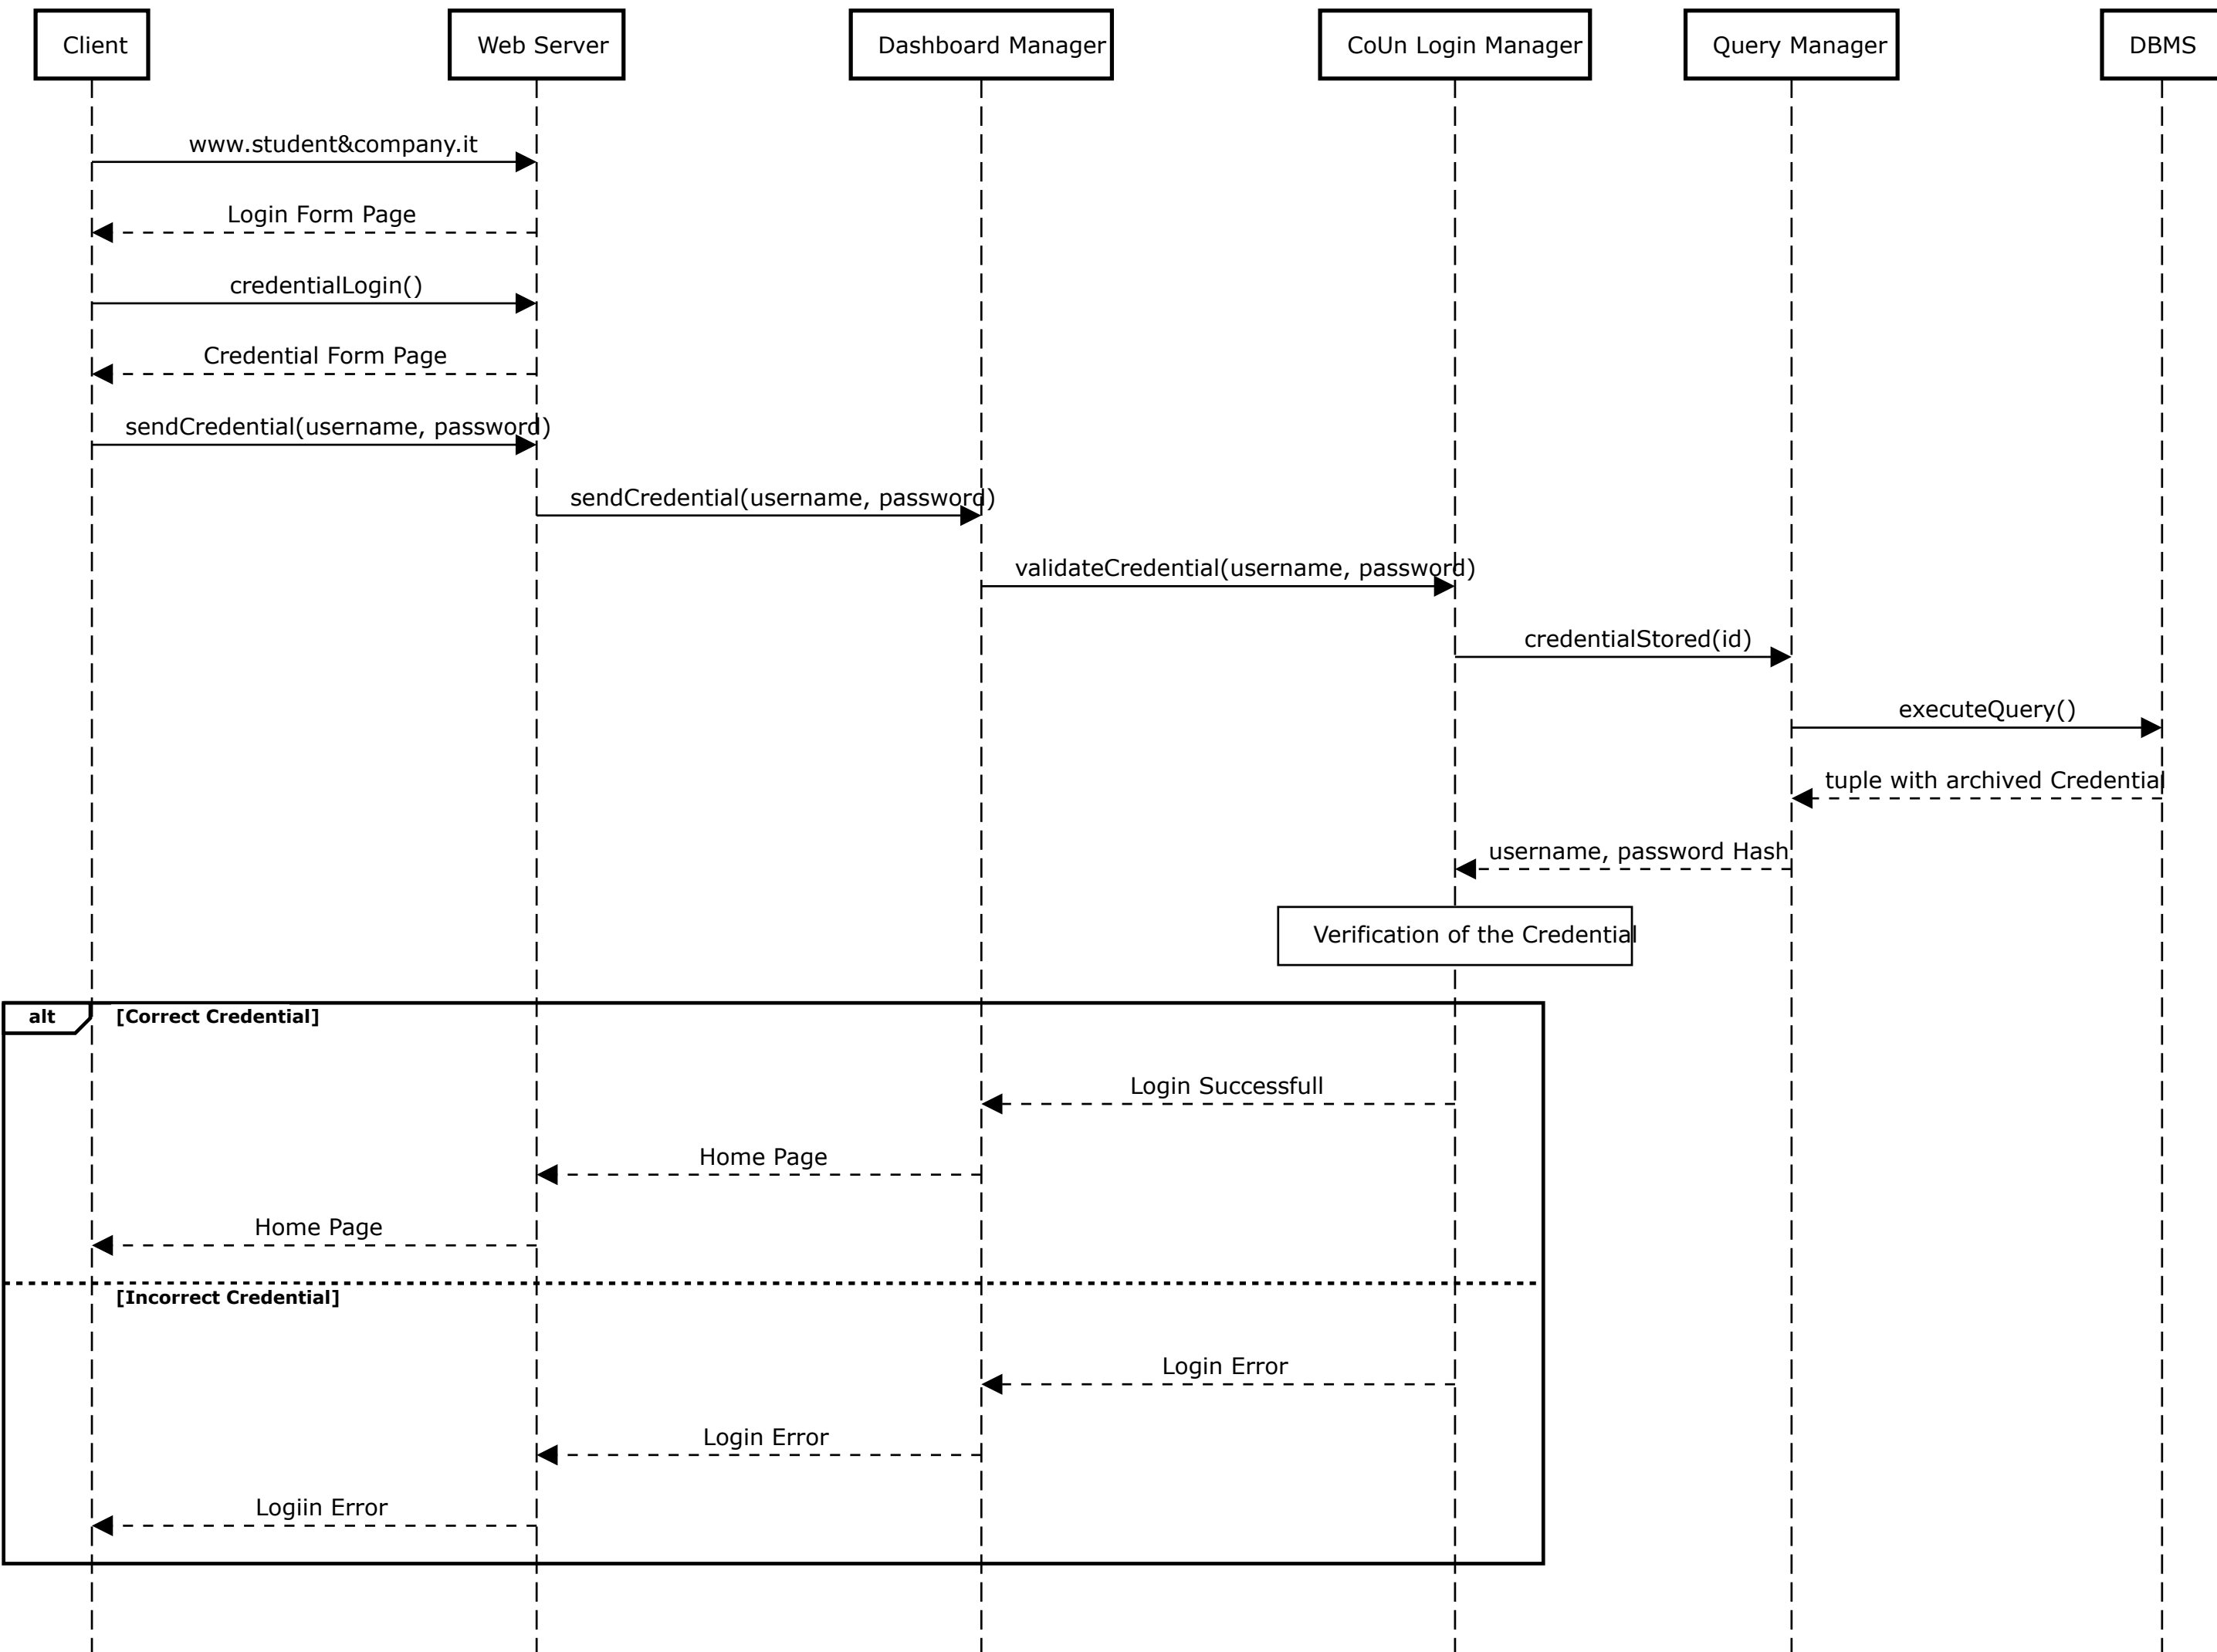 Client
Web Server
Dashboard Manager
CoUn Login Manager
Query Manager
DBMS
www.student&company.it
Login Form Page
credentialLogin()
Credential Form Page
sendCredential(username, password)
sendCredential(username, password)
validateCredential(username, password)
credentialStored(id)
executeQuery()
tuple with archived Credential
username, password Hash
Verification of the Credential
alt [Correct Credential]
Login Successfull
Home Page
Home Page
[Incorrect Credential]
Login Error
Login Error
Logiin Error